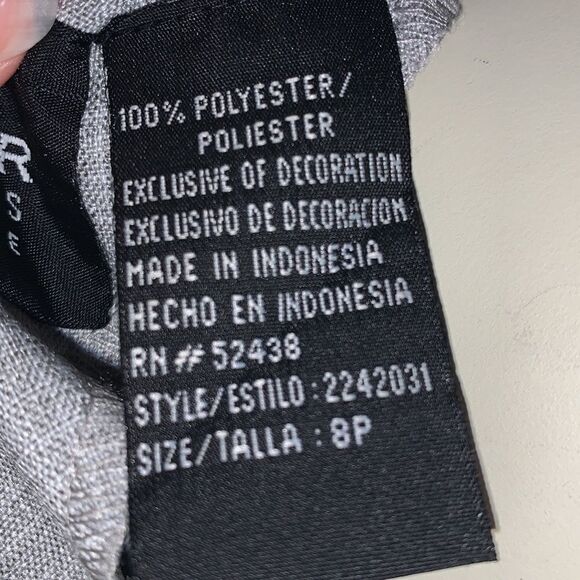 R
S
100% POLYESTER/
POLIESTER
EXCLUSIVE OF DECORATION
EXCLUSIVO DE DECORACION
MADE IN INDONESIA
HECHO EN INDONESIA
RN# 52438
STYLE/ESTILO: 2242031
SIZE/TALLA : 8P